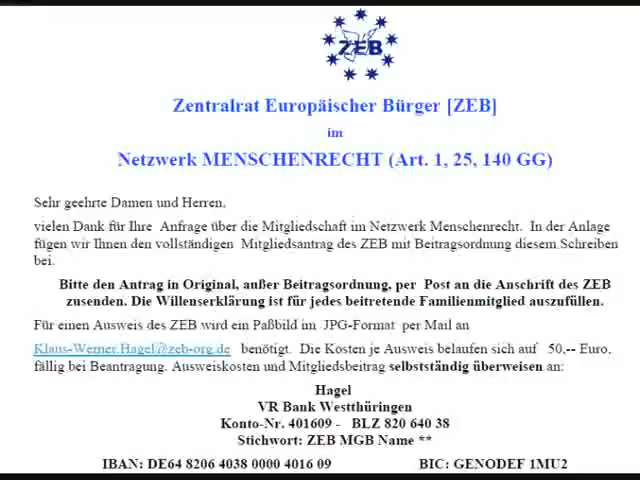 ZEB
Zentralrat Europäischer Bürger [ZEB]
im
Netzwerk MENSCHENRECHT (Art. 1, 25, 140 GG)
Sehr geehrte Damen und Herren,
vielen Dank für Ihre Anfrage über die Mitgliedschaft im Netzwerk Menschenrecht. In der Anlage
fügen wir Ihnen den vollständigen Mitgliedsantrag des ZEB mit Beitragsordnung diesem Schreiben
bei.
Bitte den Antrag in Original, außer Beitragsordnung, per Post an die Anschrift des ZEB
zusenden. Die Willenserklärung ist für jedes beitretende Familienmitglied auszufüllen.
Für einen Ausweis des ZEB wird ein Paßbild im JPG-Format per Mail an
Klaus-Werner.Hagel@zeb-org.de benötigt. Die Kosten je Ausweis belaufen sich auf 50,-- Euro,
fällig bei Beantragung. Ausweiskosten und Mitgliedsbeitrag selbstständig überweisen an:
Hagel
VR Bank Westthüringen
Konto-Nr. 401609 - BLZ 820 640 38
Stichwort: ZEB MGB Name **
IBAN: DE64 8206 4038 0000 4016 09 BIC: GENODEF 1MU2